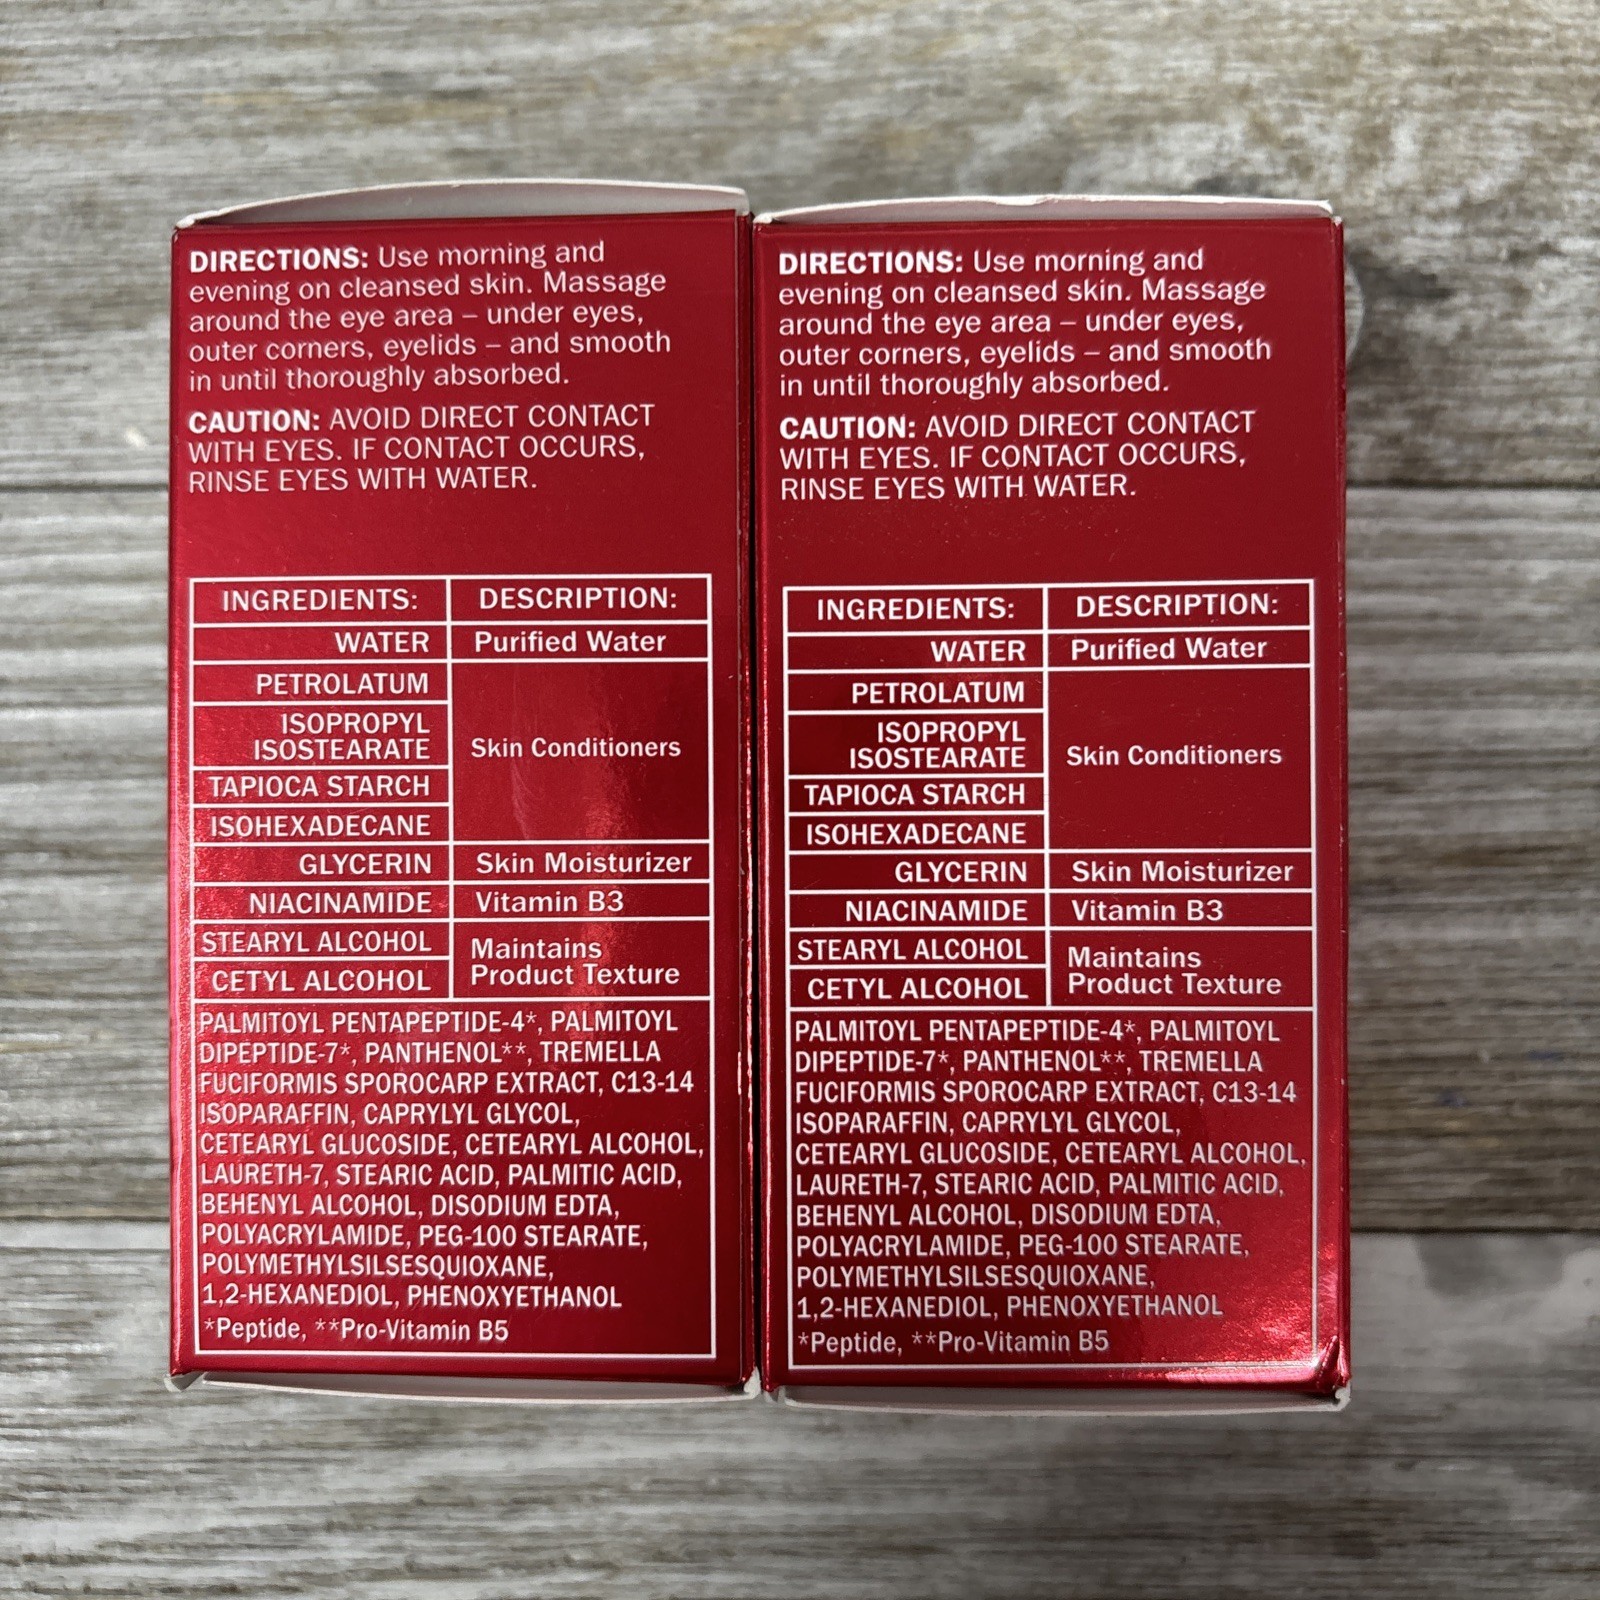 DIRECTIONS: Use morning and
evening on cleansed skin. Massage
around the eye area – under eyes,
outer corners, eyelids – and smooth
in until thoroughly absorbed.
CAUTION: AVOID DIRECT CONTACT
WITH EYES. IF CONTACT OCCURS,
RINSE EYES WITH WATER.
INGREDIENTS: DESCRIPTION:
WATER Purified Water
PETROLATUM
ISOPROPYL
ISOSTEARATE
Skin Conditioners
TAPIOCA STARCH
ISOHEXADECANE
GLYCERIN Skin Moisturizer
NIACINAMIDE Vitamin B3
STEARYL ALCOHOL
CETYL ALCOHOL
Maintains
Product Texture
PALMITOYL PENTAPEPTIDE-4*, PALMITOYL
DIPEPTIDE-7*, PANTHENOL**, TREMELLA
FUCIFORMIS SPOROCARP EXTRACT, C13-14
ISOPARAFFIN, CAPRYLYL GLYCOL,
CETEARYL GLUCOSIDE, CETEARYL ALCOHOL,
LAURETH-7, STEARIC ACID, PALMITIC ACID,
BEHENYL ALCOHOL, DISODIUM EDTA,
POLYACRYLAMIDE, PEG-100 STEARATE,
POLYMETHYLSILSESQUIOXANE,
1,2-HEXANEDIOL, PHENOXYETHANOL
*Peptide, **Pro-Vitamin B5
DIRECTIONS: Use morning and
evening on cleansed skin. Massage
around the eye area – under eyes,
outer corners, eyelids – and smooth
in until thoroughly absorbed.
CAUTION: AVOID DIRECT CONTACT
WITH EYES. IF CONTACT OCCURS,
RINSE EYES WITH WATER.
INGREDIENTS: DESCRIPTION:
WATER Purified Water
PETROLATUM
ISOPROPYL
ISOSTEARATE
Skin Conditioners
TAPIOCA STARCH
ISOHEXADECANE
GLYCERIN Skin Moisturizer
NIACINAMIDE Vitamin B3
STEARYL ALCOHOL
CETYL ALCOHOL
Maintains
Product Texture
PALMITOYL PENTAPEPTIDE-4*, PALMITOYL
DIPEPTIDE-7*, PANTHENOL**, TREMELLA
FUCIFORMIS SPOROCARP EXTRACT, C13-14
ISOPARAFFIN, CAPRYLYL GLYCOL,
CETEARYL GLUCOSIDE, CETEARYL ALCOHOL,
LAURETH-7, STEARIC ACID, PALMITIC ACID,
BEHENYL ALCOHOL, DISODIUM EDTA,
POLYACRYLAMIDE, PEG-100 STEARATE,
POLYMETHYLSILSESQUIOXANE,
1,2-HEXANEDIOL, PHENOXYETHANOL
*Peptide, **Pro-Vitamin B5